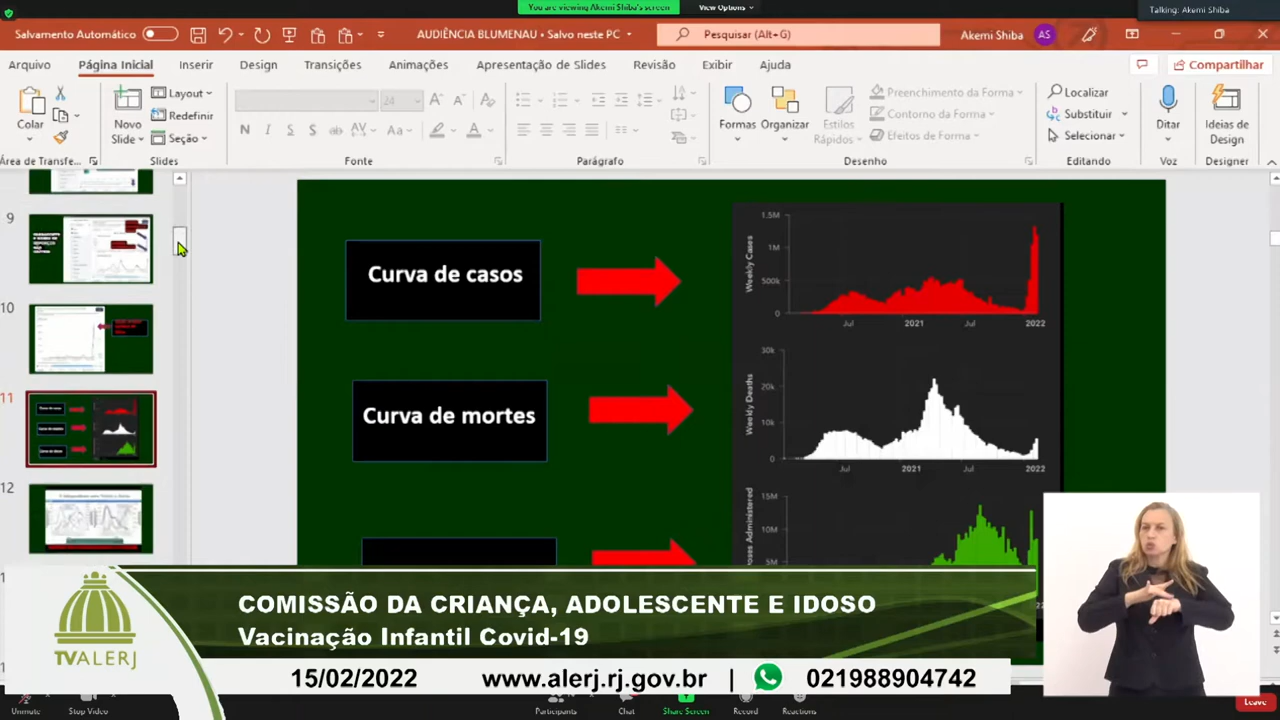 You are viewing Akemi Shiba's screen
View Options
Talking: Akemi Shiba
Salvamento Automático
AUDIÊNCIA BLUMENAU • Salvo neste PC
Pesquisar (Alt+G)
Akemi Shiba
AS
Arquivo
Página Inicial
Inserir
Design
Transições
Animações
Apresentação de Slides
Revisão
Exibir
Ajuda
Compartilhar
Colar
Área de Transfe...
Novo
Slide
Layout
Redefinir
Seção
Slides
24
Fonte
Parágrafo
Formas
Organizar
Estilos
Rápidos
Preenchimento da Forma
Contorno da Forma
Efeitos de Forma
Desenho
Localizar
Substituir
Selecionar
Editando
Ditar
Voz
Ideias de
Design
Designer
9
10
11
12
Curva de casos
Curva de mortes
Weekly Cases
1.5M
1M
500k
0
Jul
2021
Jul
2022
Weekly Deaths
30k
20k
10k
0
Jul
2021
Jul
2022
15M
10M
5M
COMISSÃO DA CRIANÇA, ADOLESCENTE E IDOSO
Vacinação Infantil Covid-19
TVALERJ
15/02/2022
www.alerj.rj.gov.br | 021988904742
Unmute
Stop Video
Participants
Chat
Share Screen
Record
Reactions
Leave